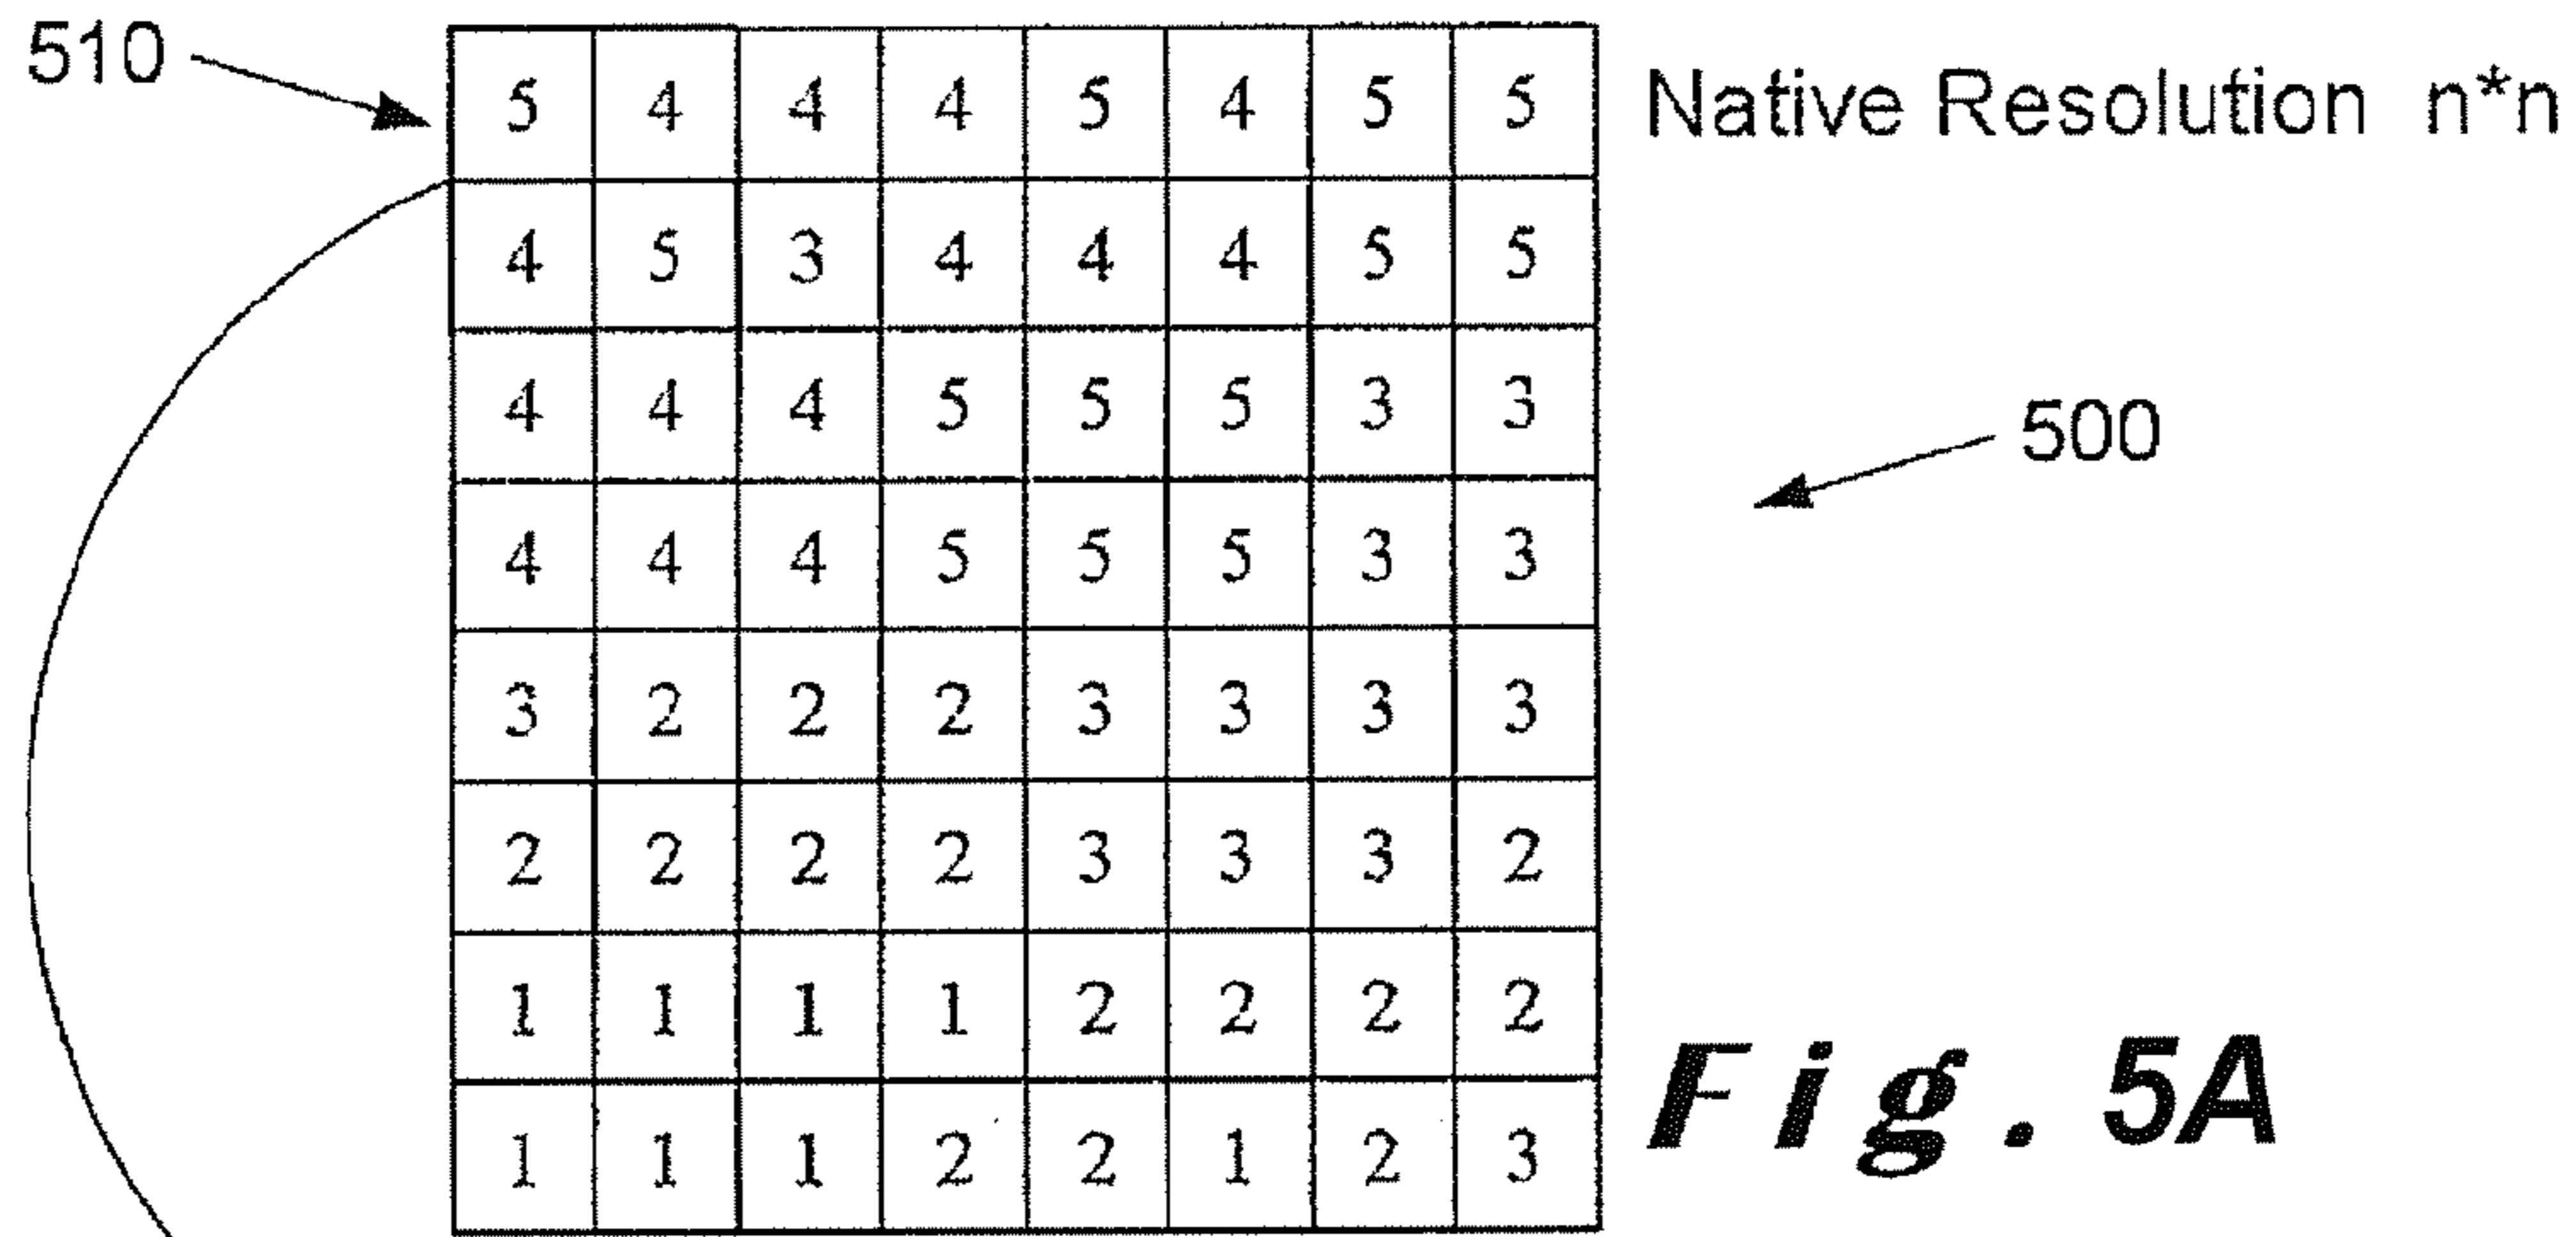 510
5 4 4 4 5 4 5 5
Native Resolution n*n
4 5 3 4 4 4 5 5
4 4 4 5 5 5 3 3
500
4 4 4 5 5 5 3 3
3 2 2 2 3 3 3 3
2 2 2 2 3 3 3 2
1 1 1 1 2 2 2 2
Fig. 5A
1 1 1 2 2 1 2 3